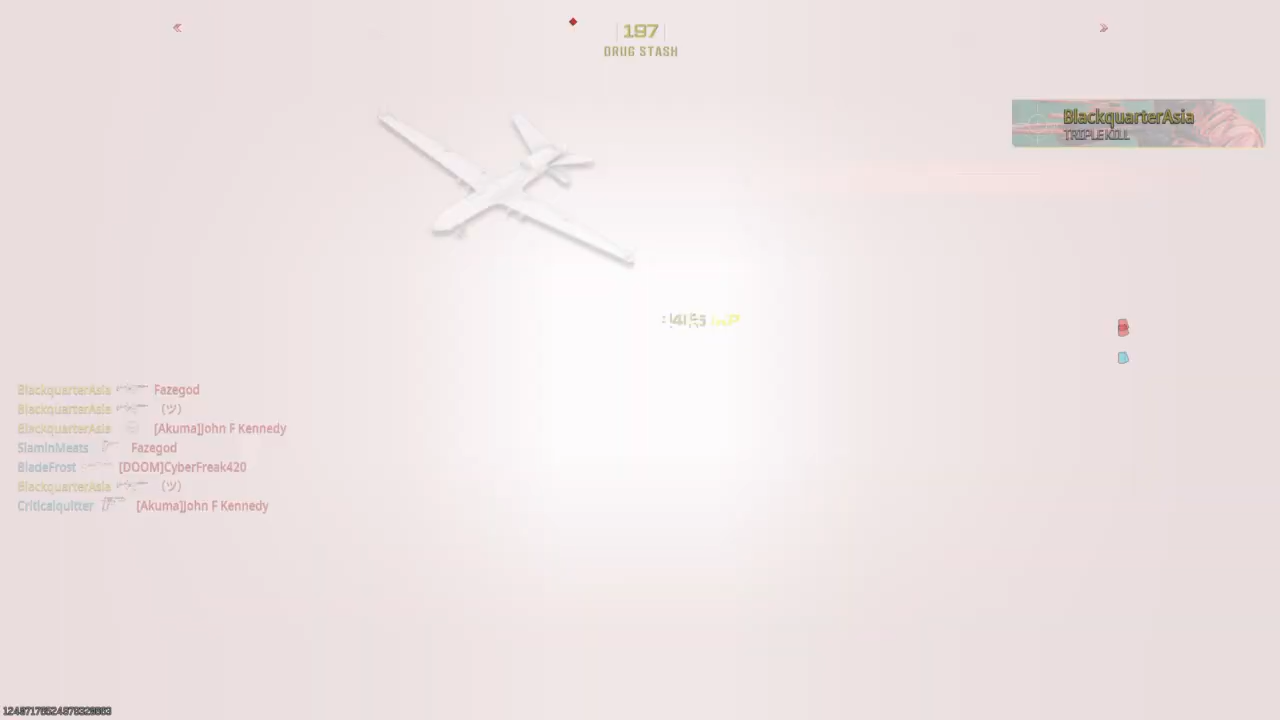 197
DRUG STASH
BlackquarterAsia
TRIPLE KILL
BlackquarterAsia Fazegod
BlackquarterAsia (ツ)
BlackquarterAsia [Akuma]John F Kennedy
SlaminMeats Fazegod
BladeFrost [DOOM]CyberFreak420
BlackquarterAsia (ツ)
Criticalquitter [Akuma]John F Kennedy